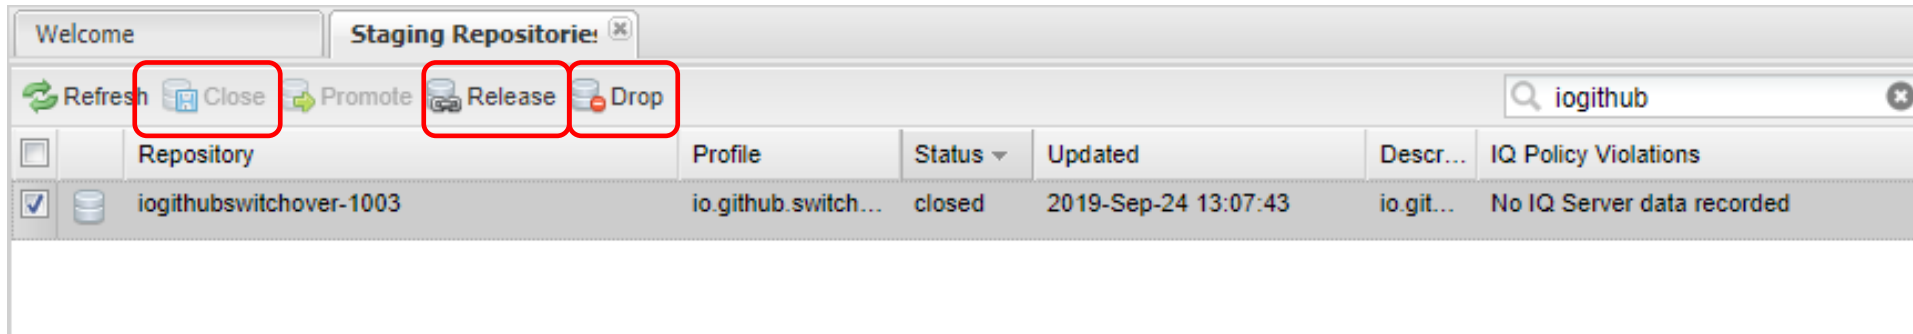 Welcome Staging Repositories
Refresh Close Promote Release Drop iogithub
Repository Profile Status Updated Descr... IQ Policy Violations
iogithubswitchover-1003 io.github.switch... closed 2019-Sep-24 13:07:43 io.git... No IQ Server data recorded